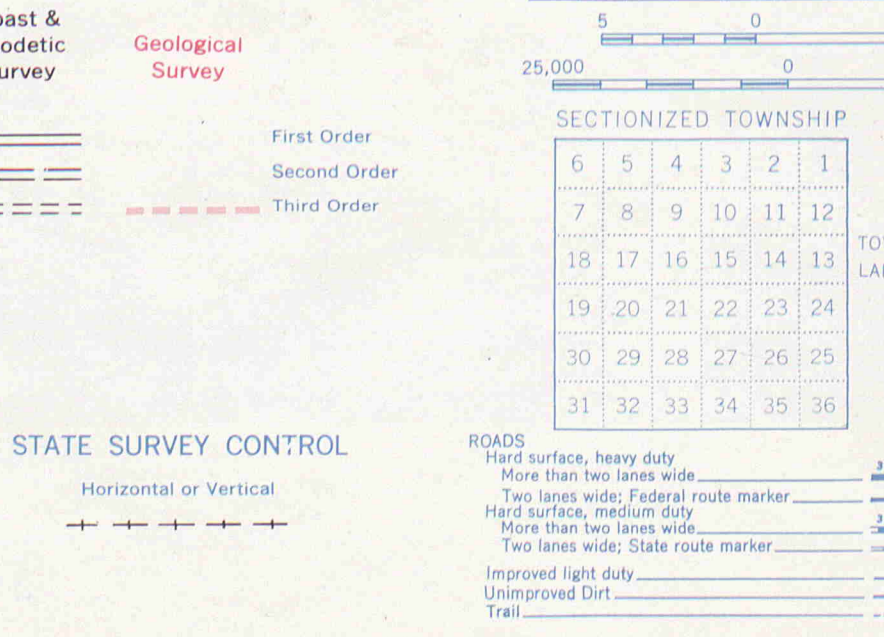 Geological
Survey
First Order
Second Order
Third Order
STATE SURVEY CONTROL
Horizontal or Vertical
5 0
25,000 0
SECTIONIZED TOWNSHIP
6 5 4 3 2 1
7 8 9 10 11 12
18 17 16 15 14 13
19 20 21 22 23 24
30 29 28 27 26 25
31 32 33 34 35 36
ROADS
Hard surface, heavy duty
More than two lanes wide
3
Two lanes wide; Federal route marker
Hard surface, medium duty
More than two lanes wide
3
Two lanes wide; State route marker
Improved light duty
Unimproved Dirt
Trail